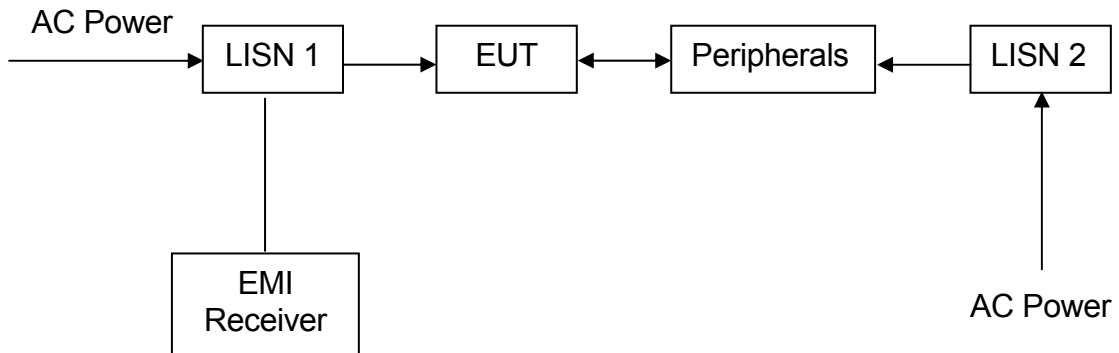 AC Power
LISN 1
EUT
Peripherals
LISN 2
EMI
Receiver
AC Power